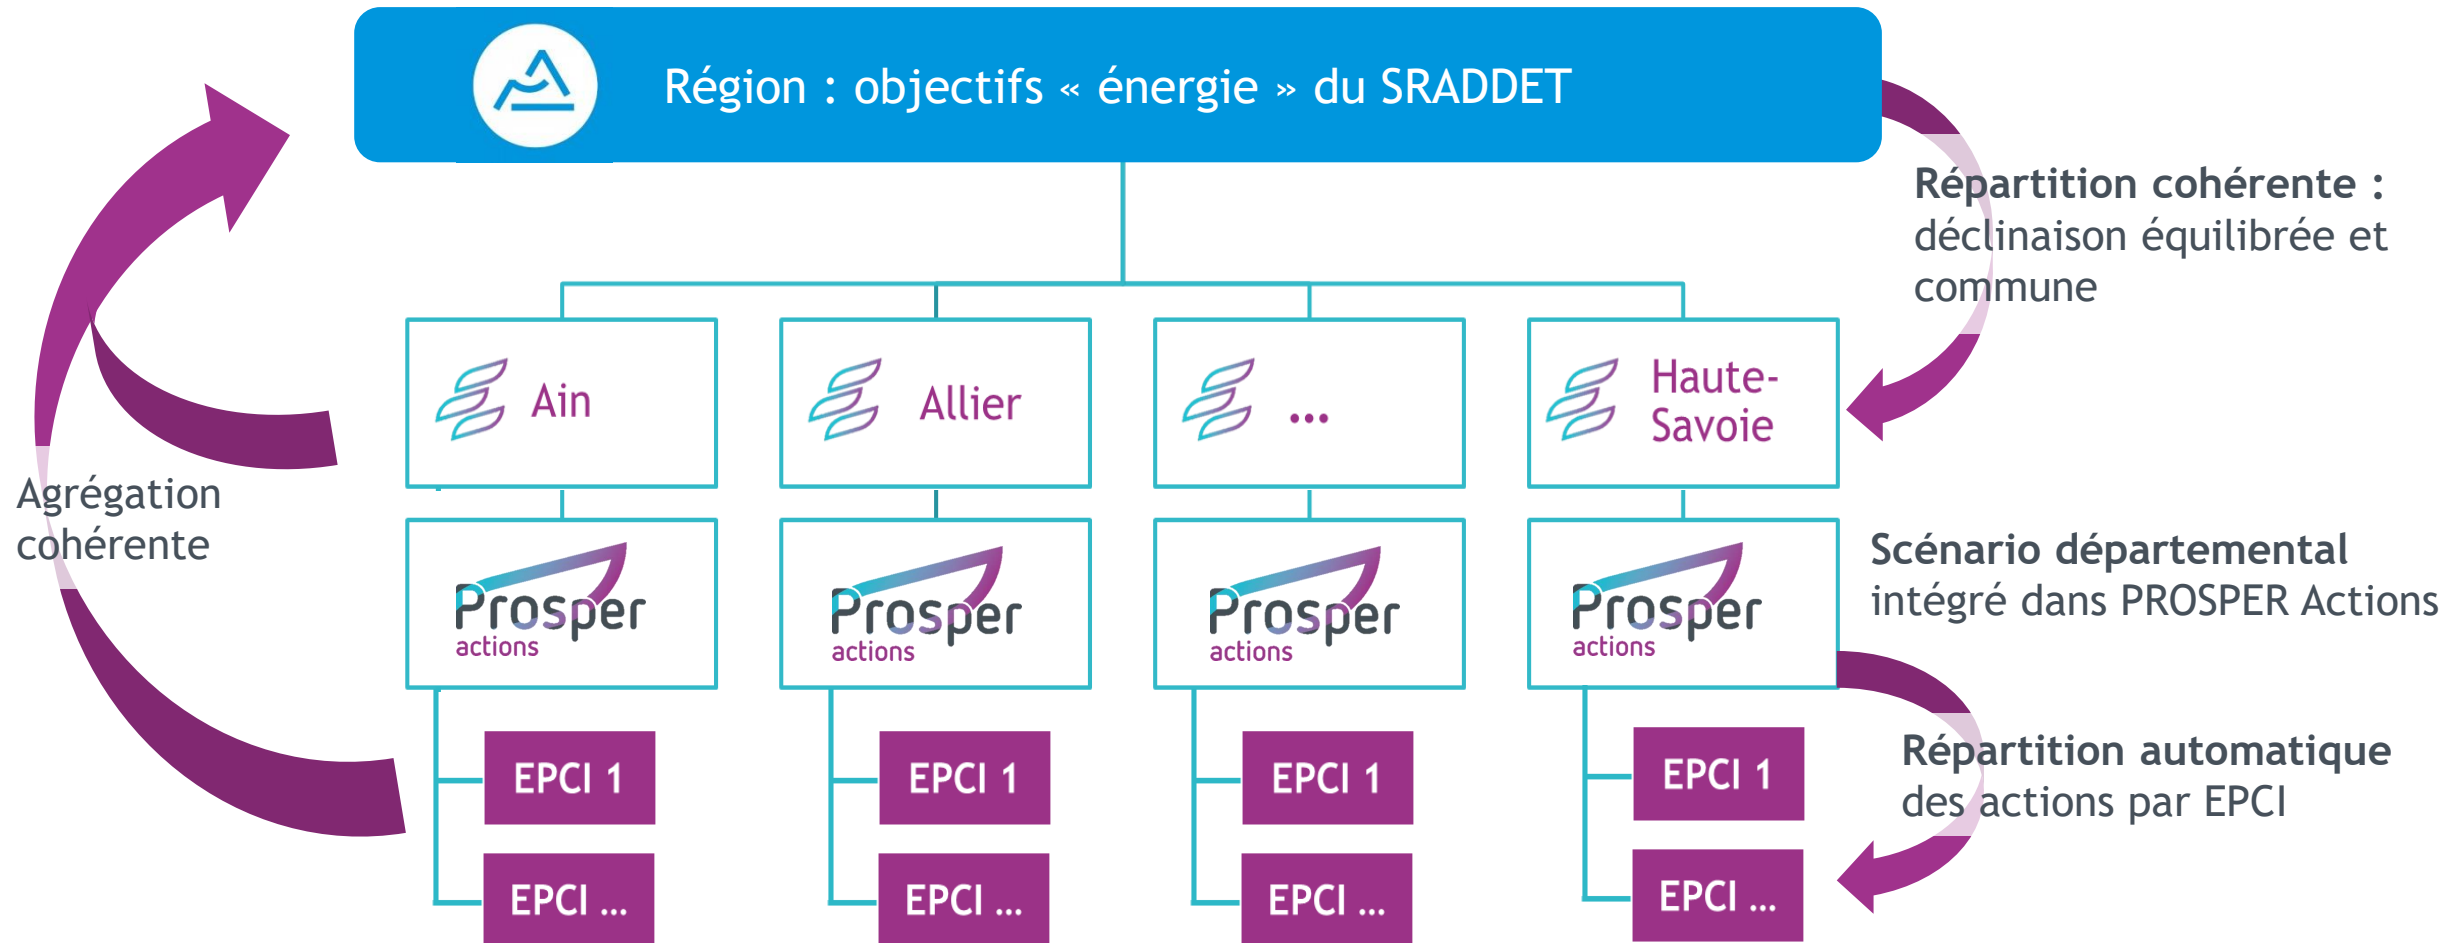 Région : objectifs « énergie » du SRADDET
Répartition cohérente :
déclinaison équilibrée et
commune
Ain
Allier
...
Haute-
Savoie
Agrégation
cohérente
Prosper
actions
Prosper
actions
Prosper
actions
Prosper
actions
Scénario départemental
intégré dans PROSPER Actions
EPCI 1
EPCI 1
EPCI 1
EPCI 1
Répartition automatique
des actions par EPCI
EPCI ...
EPCI ...
EPCI ...
EPCI ...